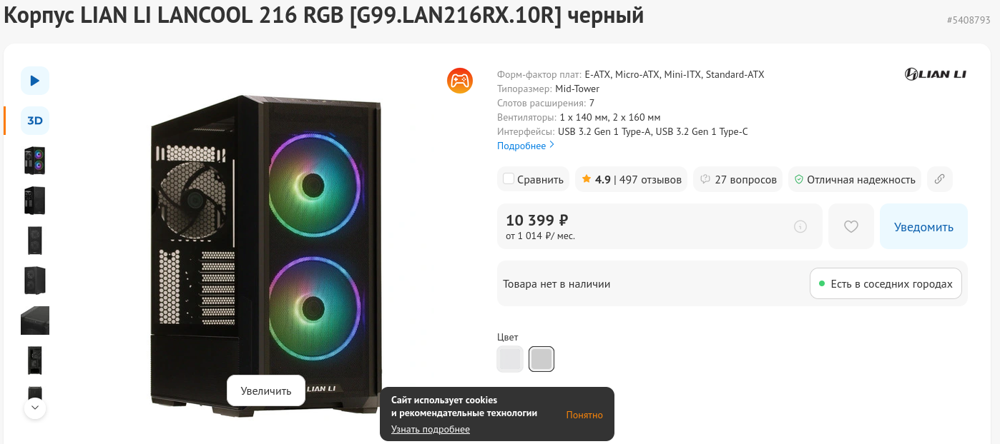 Корпус LIAN LI LANCOOL 216 RGB [G99.LAN216RX.10R] черный
#5408793
3D
LIAN LI
Форм-фактор плат: E-ATX, Micro-ATX, Mini-ITX, Standard-ATX
Типоразмер: Mid-Tower
Слотов расширения: 7
Вентиляторы: 1 x 140 мм, 2 x 160 мм
Интерфейсы: USB 3.2 Gen 1 Type-A, USB 3.2 Gen 1 Type-C
Подробнее
Сравнить
4.9 | 497 отзывов
27 вопросов
Отличная надежность
10 399 ₽
от 1 014 ₽/ мес.
Уведомить
Товара нет в наличии
Есть в соседних городах
Цвет
Увеличить
LIAN LI
Сайт использует cookies
и рекомендательные технологии
Понятно
Узнать подробнее